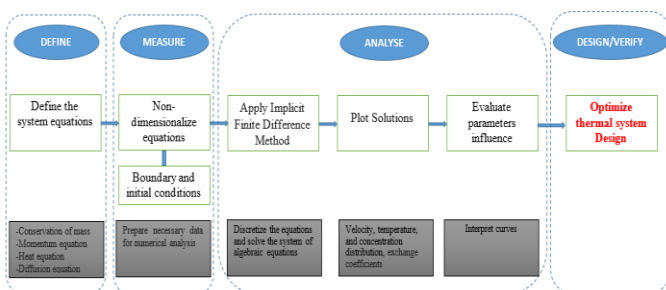 DEFINE
MEASURE
ANALYSE
DESIGN/VERIFY
Define the
system equations
Non-
dimensionalize
equations
Boundary and
initial conditions
Apply Implicit
Finite Difference
Method
Plot Solutions
Evaluate
parameters
influence
Optimize
thermal system
Design
-Conservation of mass
-Momentum equation
-Heat equation
-Diffusion equation
Prepare necessary data
for numerical analysis
Discretize the equations
and solve the system of
algebraic equations
Velocity, temperature,
and concentration
distribution, exchange
coefficients
Interpret curves